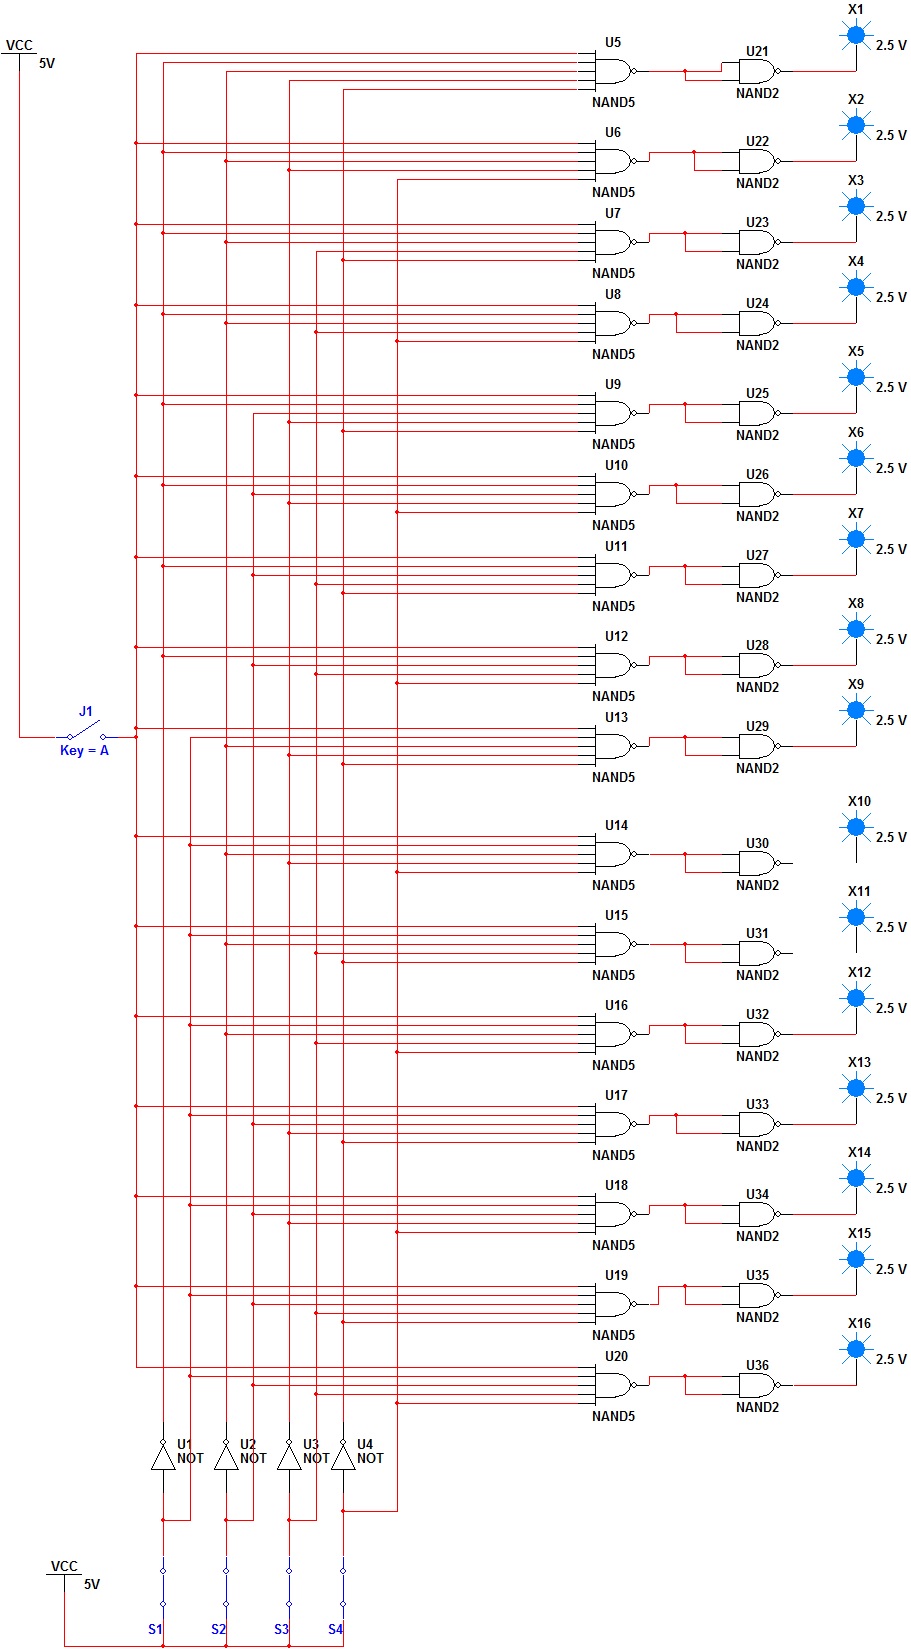 X1
2.5 V
VCC
5V
U5
NAND5
U21
NAND2
X2
2.5 V
U6
NAND5
U22
NAND2
X3
2.5 V
U7
NAND5
U23
NAND2
X4
2.5 V
U8
NAND5
U24
NAND2
X5
2.5 V
U9
NAND5
U25
NAND2
X6
2.5 V
U10
NAND5
U26
NAND2
X7
2.5 V
U11
NAND5
U27
NAND2
X8
2.5 V
U12
NAND5
U28
NAND2
X9
2.5 V
J1
Key = A
U13
NAND5
U29
NAND2
X10
2.5 V
U14
NAND5
U30
NAND2
X11
2.5 V
U15
NAND5
U31
NAND2
X12
2.5 V
U16
NAND5
U32
NAND2
X13
2.5 V
U17
NAND5
U33
NAND2
X14
2.5 V
U18
NAND5
U34
NAND2
X15
2.5 V
U19
NAND5
U35
NAND2
X16
2.5 V
U20
NAND5
U36
NAND2
U1
NOT
U2
NOT
U3
NOT
U4
NOT
VCC
5V
S1
S2
S3
S4